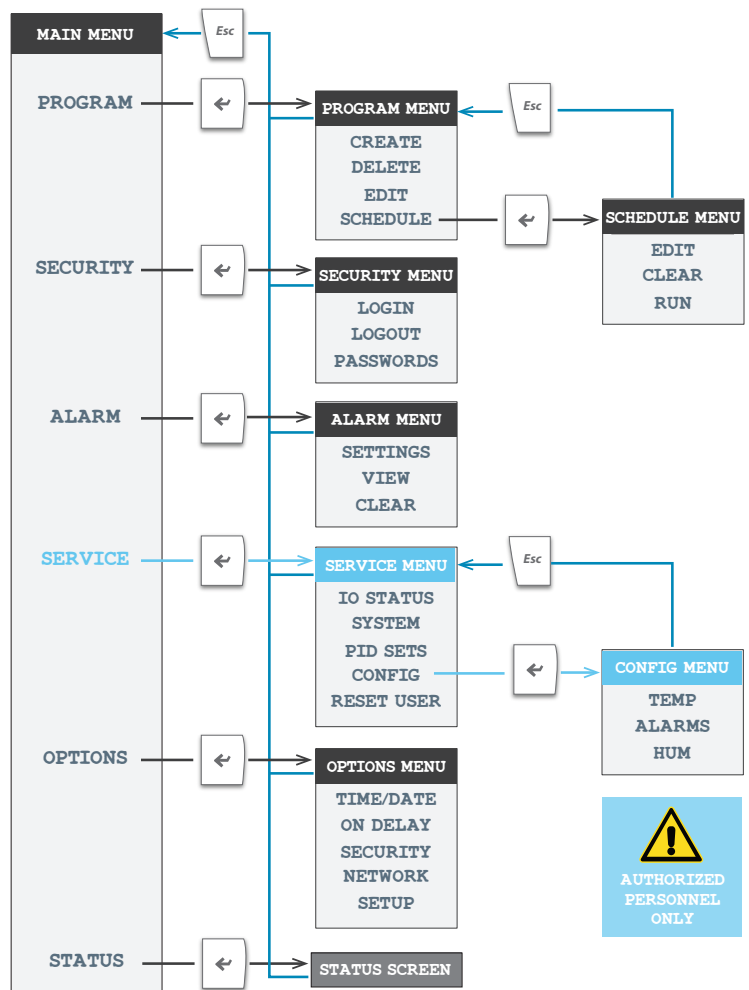 MAIN MENU
Esc
PROGRAM
PROGRAM MENU
Esc
CREATE
DELETE
EDIT
SCHEDULE
SCHEDULE MENU
EDIT
CLEAR
RUN
SECURITY
SECURITY MENU
LOGIN
LOGOUT
PASSWORDS
ALARM
ALARM MENU
SETTINGS
VIEW
CLEAR
SERVICE
SERVICE MENU
Esc
IO STATUS
SYSTEM
PID SETS
CONFIG
RESET USER
CONFIG MENU
TEMP
ALARMS
HUM
OPTIONS
OPTIONS MENU
TIME/DATE
ON DELAY
SECURITY
NETWORK
SETUP
AUTHORIZED
PERSONNEL
ONLY
STATUS
STATUS SCREEN